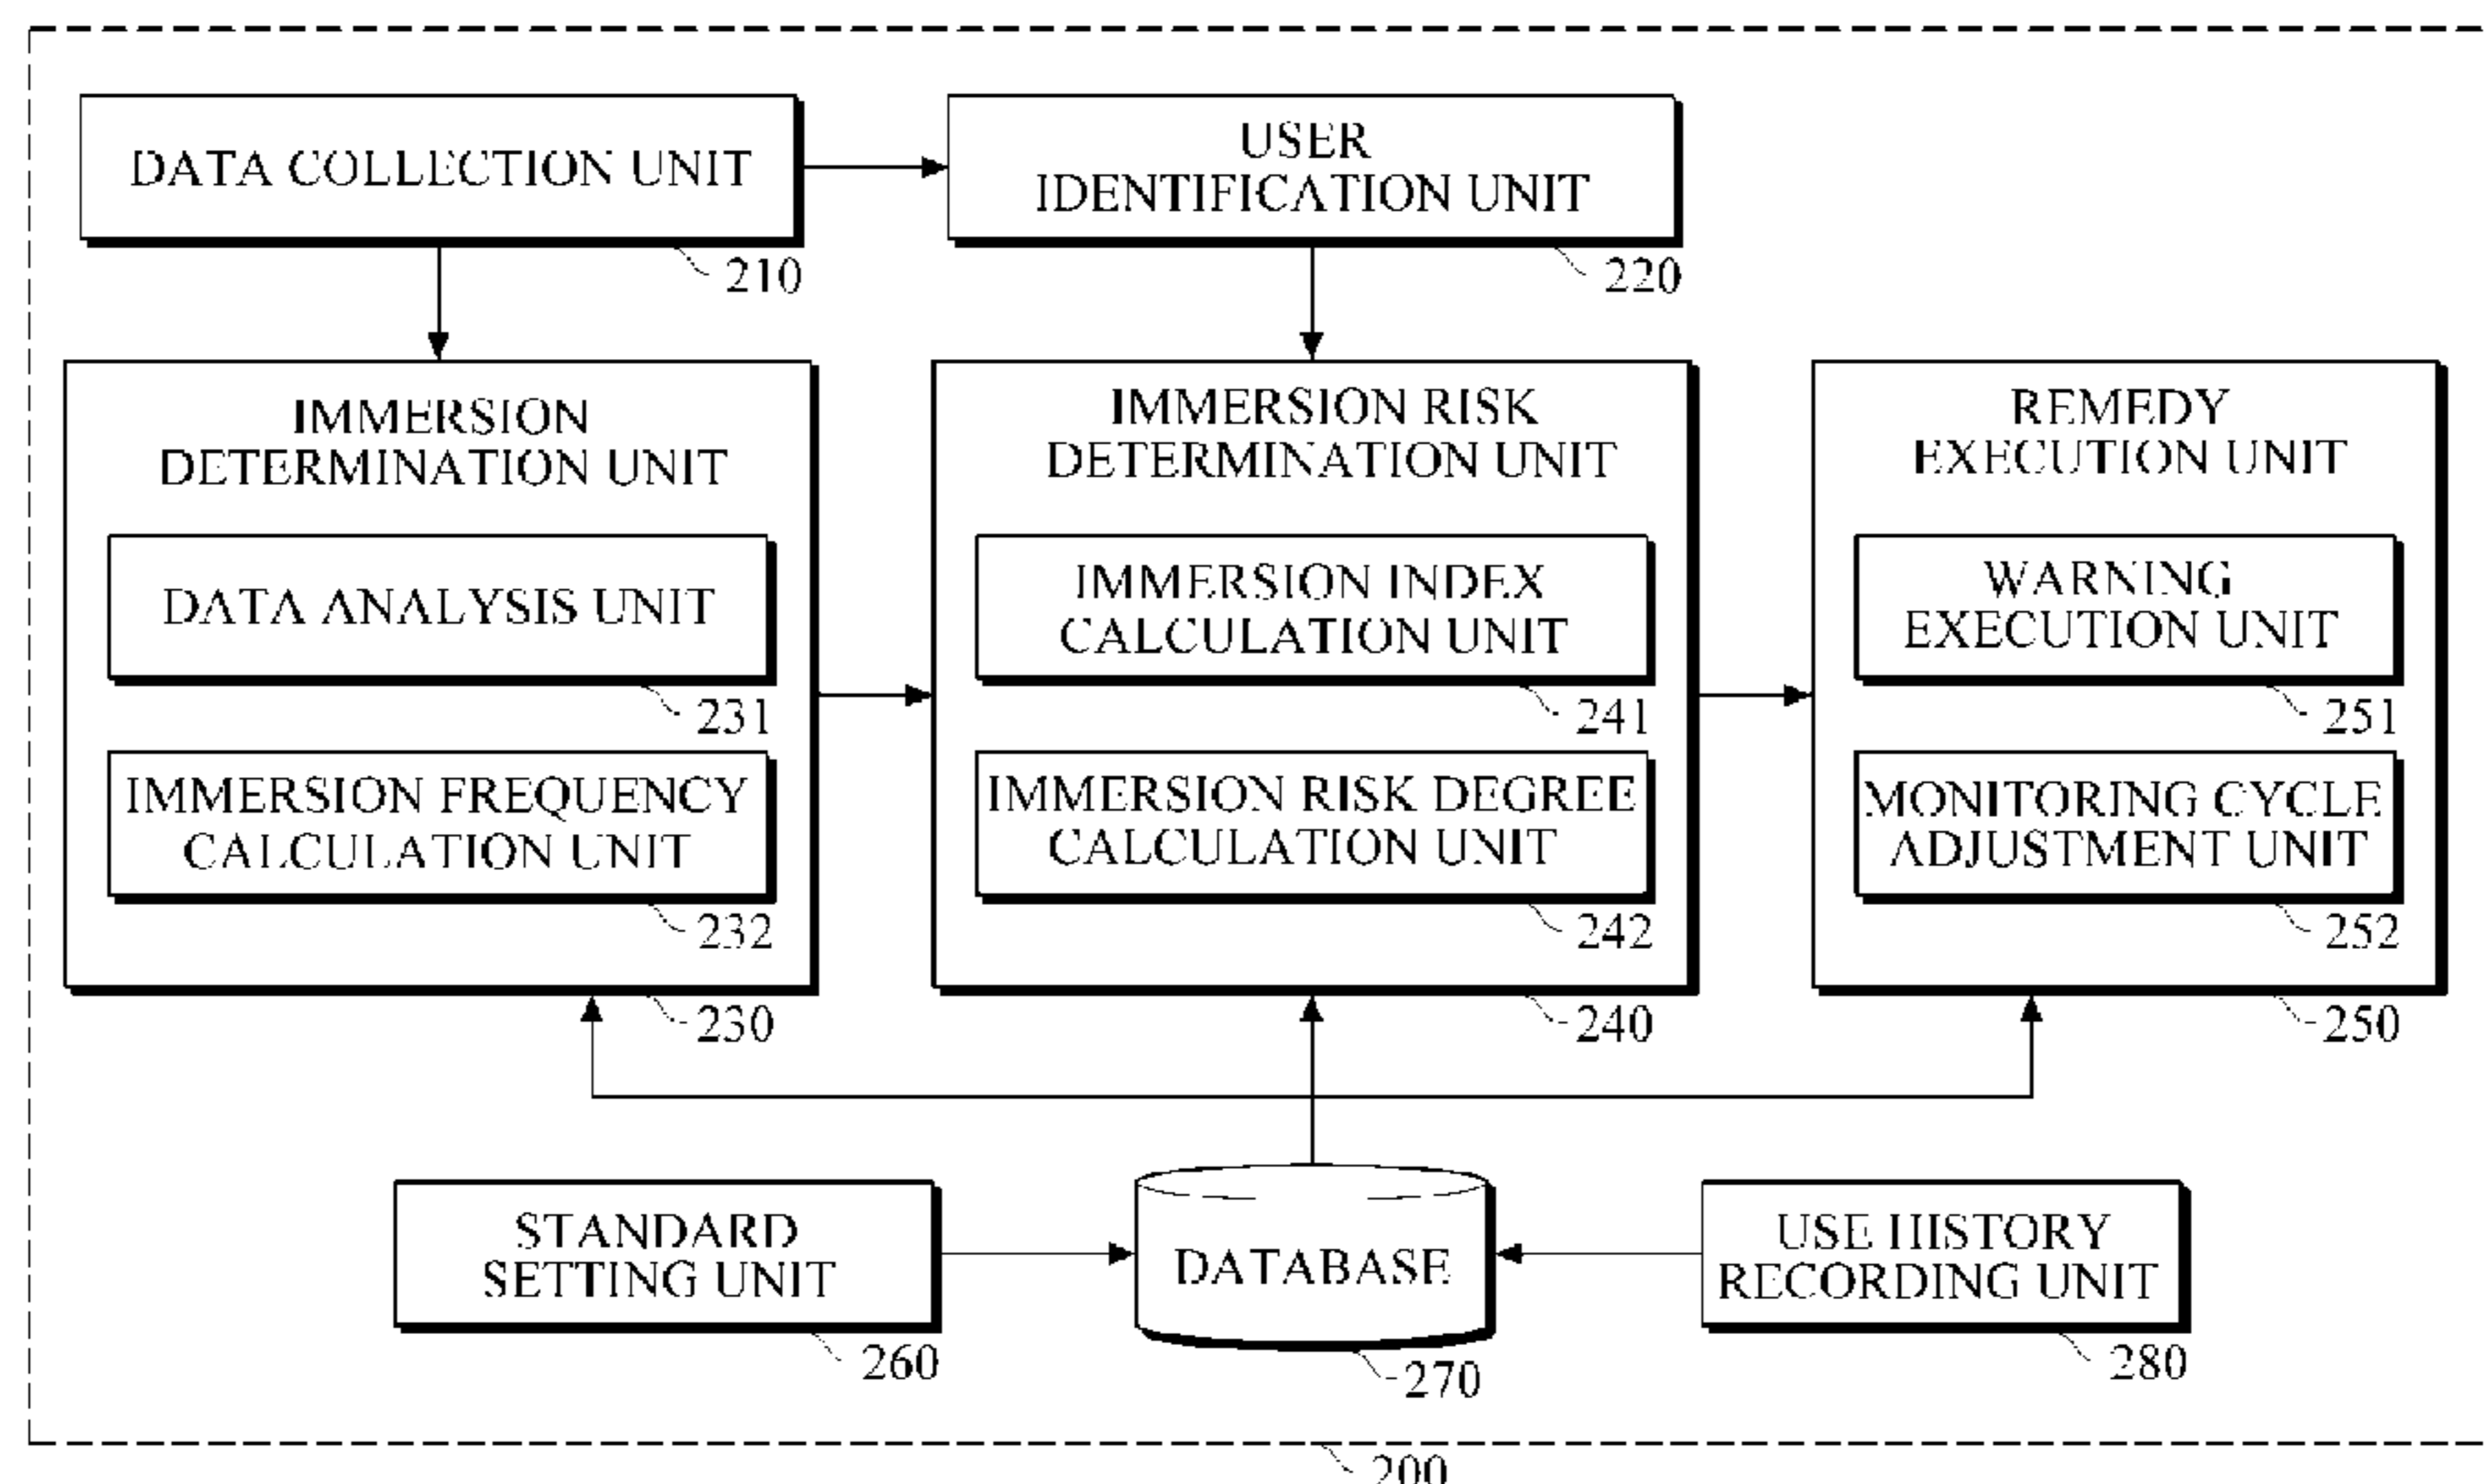 DATA COLLECTION UNIT
210
USER
IDENTIFICATION UNIT
220
IMMERSION
DETERMINATION UNIT
DATA ANALYSIS UNIT
231
IMMERSION FREQUENCY
CALCULATION UNIT
232
230
IMMERSION RISK
DETERMINATION UNIT
IMMERSION INDEX
CALCULATION UNIT
241
IMMERSION RISK DEGREE
CALCULATION UNIT
242
240
REMEDY
EXECUTION UNIT
WARNING
EXECUTION UNIT
251
MONITORING CYCLE
ADJUSTMENT UNIT
252
250
STANDARD
SETTING UNIT
260
DATABASE
270
USE HISTORY
RECORDING UNIT
280
200